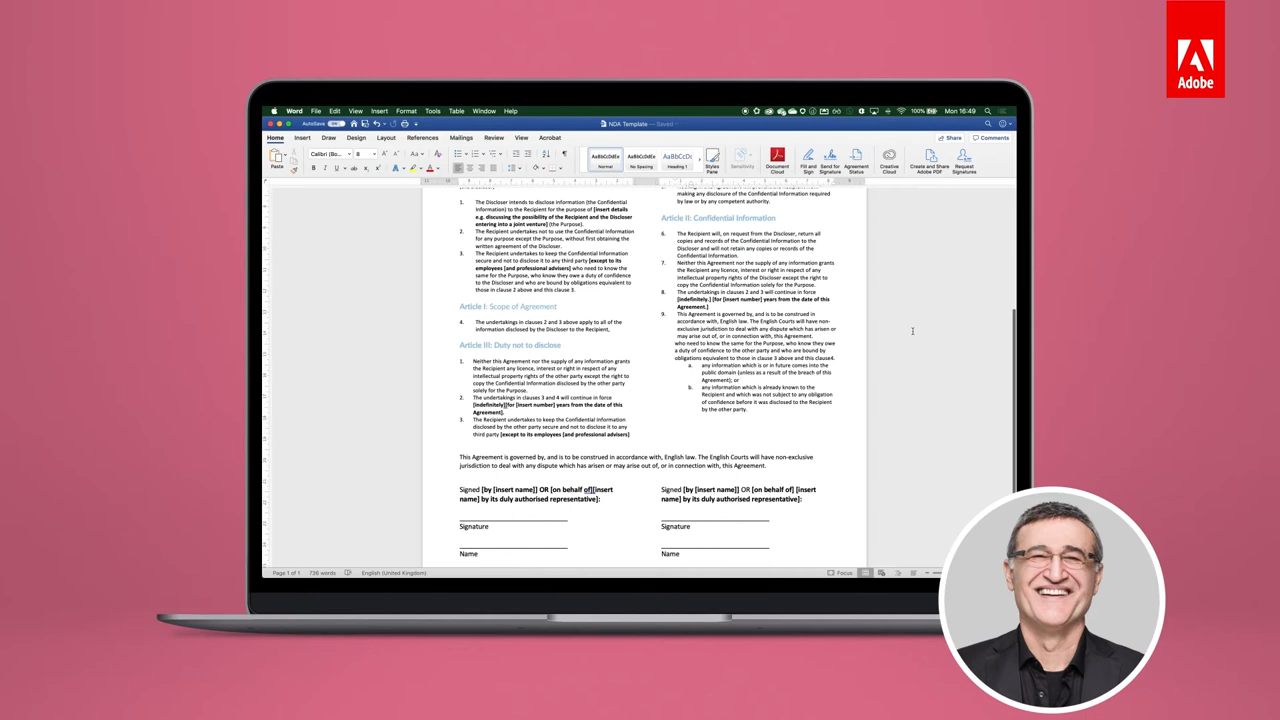 Adobe
Word File Edit View Insert Format Tools Table Window Help
100% Mon 16:49
AutoSave ON
NDA Template — Saved
Home Insert Draw Design Layout References Mailings Review View Acrobat
Share Comments
Paste
Calibri (Bo... 8
B I U
AaBbCcDdEe AaBbCcDdEe AaBbCcDc
Normal No Spacing Heading 1
Styles Pane
Sensitivity
Document Cloud
Fill and Sign
Send for Signature
Agreement Status
Creative Cloud
Create and Share Adobe PDF
Request Signatures
1. The Discloser intends to disclose information (the Confidential
Information) to the Recipient for the purpose of [insert details
e.g. discussing the possibility of the Recipient and the Discloser
entering into a joint venture] (the Purpose).
2. The Recipient undertakes not to use the Confidential Information
for any purpose except the Purpose, without first obtaining the
written agreement of the Discloser.
3. The Recipient undertakes to keep the Confidential Information
secure and not to disclose it to any third party [except to its
employees [and professional advisers] who need to know the
same for the Purpose, who know they owe a duty of confidence
to the Discloser and who are bound by obligations equivalent to
those in clause 2 above and this clause 3.
Article I: Scope of Agreement
4. The undertakings in clauses 2 and 3 above apply to all of the
information disclosed by the Discloser to the Recipient,
Article III: Duty not to disclose
1. Neither this Agreement nor the supply of any information grants
the Recipient any licence, interest or right in respect of any
intellectual property rights of the other party except the right to
copy the Confidential Information disclosed by the other party
solely for the Purpose.
2. The undertakings in clauses 3 and 4 will continue in force
[indefinitely][for [insert number] years from the date of this
Agreement].
3. The Recipient undertakes to keep the Confidential Information
disclosed by the other party secure and not to disclose it to any
third party [except to its employees [and professional advisers]
making any disclosure of the Confidential Information required
by law or by any competent authority.
Article II: Confidential Information
6. The Recipient will, on request from the Discloser, return all
copies and records of the Confidential Information to the
Discloser and will not retain any copies or records of the
Confidential Information.
7. Neither this Agreement nor the supply of any information grants
the Recipient any licence, interest or right in respect of any
intellectual property rights of the Discloser except the right to
copy the Confidential Information solely for the Purpose.
8. The undertakings in clauses 2 and 3 will continue in force
[indefinitely.] [for [insert number] years from the date of this
Agreement.]
9. This Agreement is governed by, and is to be construed in
accordance with, English law. The English Courts will have non-
exclusive jurisdiction to deal with any dispute which has arisen or
may arise out of, or in connection with, this Agreement.
who need to know the same for the Purpose, who know they owe
a duty of confidence to the other party and who are bound by
obligations equivalent to those in clause 3 above and this clause4.
a. any information which is or in future comes into the
public domain (unless as a result of the breach of this
Agreement); or
b. any information which is already known to the
Recipient and which was not subject to any obligation
of confidence before it was disclosed to the Recipient
by the other party.
This Agreement is governed by, and is to be construed in accordance with, English law. The English Courts will have non-exclusive
jurisdiction to deal with any dispute which has arisen or may arise out of, or in connection with, this Agreement.
Signed [by [insert name]] OR [on behalf of][insert
name] by its duly authorised representative]:
Signature
Name
Signed [by [insert name]] OR [on behalf of] [insert
name] by its duly authorised representative]:
Signature
Name
Page 1 of 1 736 words English (United Kingdom)
Focus